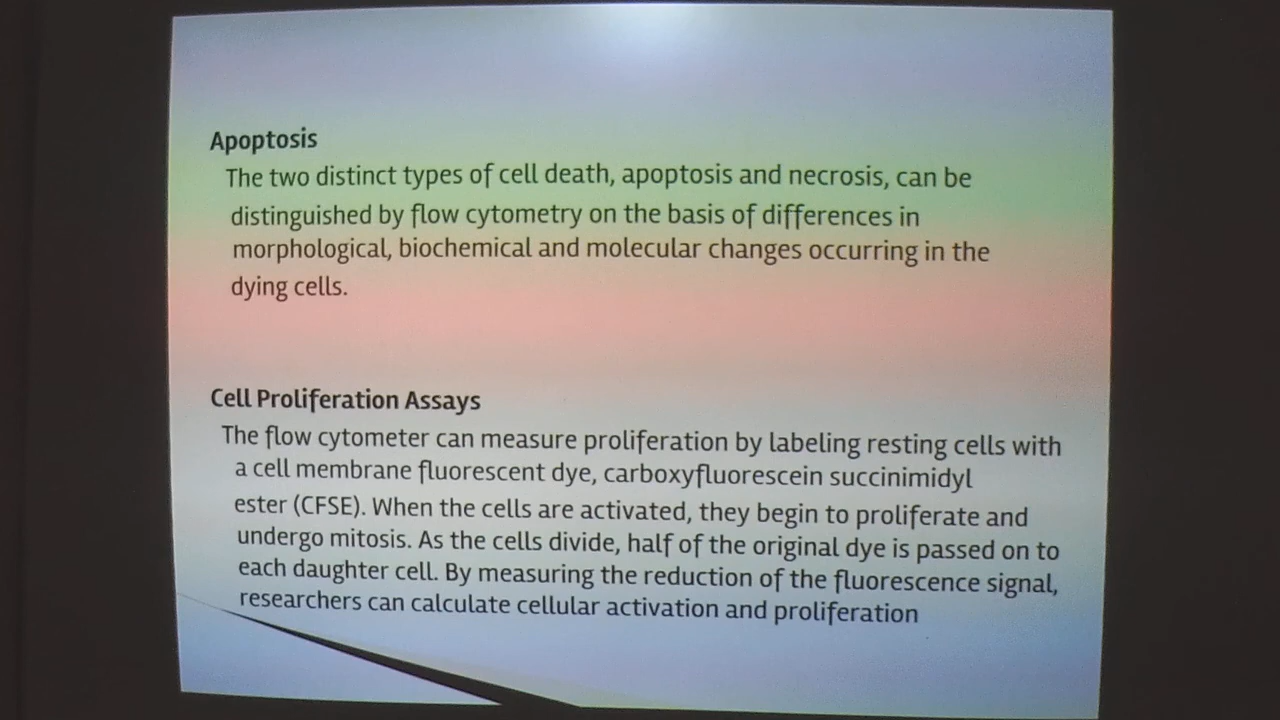 Apoptosis
The two distinct types of cell death, apoptosis and necrosis, can be
distinguished by flow cytometry on the basis of differences in
morphological, biochemical and molecular changes occurring in the
dying cells.
Cell Proliferation Assays
The flow cytometer can measure proliferation by labeling resting cells with
a cell membrane fluorescent dye, carboxyfluorescein succinimidyl
ester (CFSE). When the cells are activated, they begin to proliferate and
undergo mitosis. As the cells divide, half of the original dye is passed on to
each daughter cell. By measuring the reduction of the fluorescence signal,
researchers can calculate cellular activation and proliferation